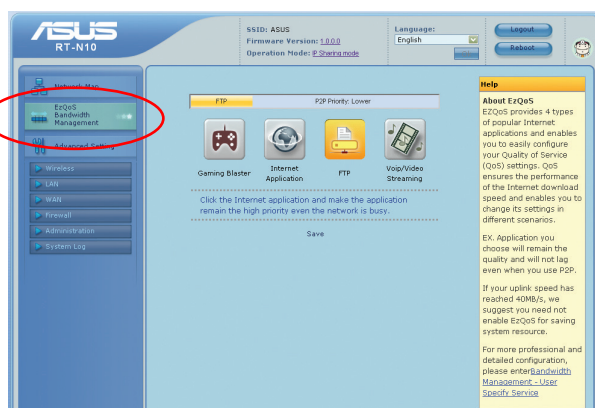 ASUS
RT-N10
SSID: ASUS
Firmware Version: 1.0.0.0
Operation Mode: IP Sharing mode
Language:
English
Logout
Reboot
Network Map
EzQoS
Bandwidth
Management
Advanced Setting
Wireless
LAN
WAN
Firewall
Administration
System Log
FTP
P2P Priority: Lower
Gaming Blaster
Internet
Application
FTP
Voip/Video
Streaming
Click the Internet application and make the application
remain the high priority even the network is busy.
Save
Help
About EzQoS
EZQoS provides 4 types
of popular Internet
applications and enables
you to easily configure
your Quality of Service
(QoS) settings. QoS
ensures the performance
of the Internet download
speed and enables you to
change its settings in
different scenarios.
EX. Application you
choose will remain the
quality and will not lag
even when you use P2P.
If your uplink speed has
reached 40MB/s, we
suggest you need not
enable EzQoS for saving
system resource.
For more professional and
detailed configuration,
please enterBandwidth
Management - User
Specify Service